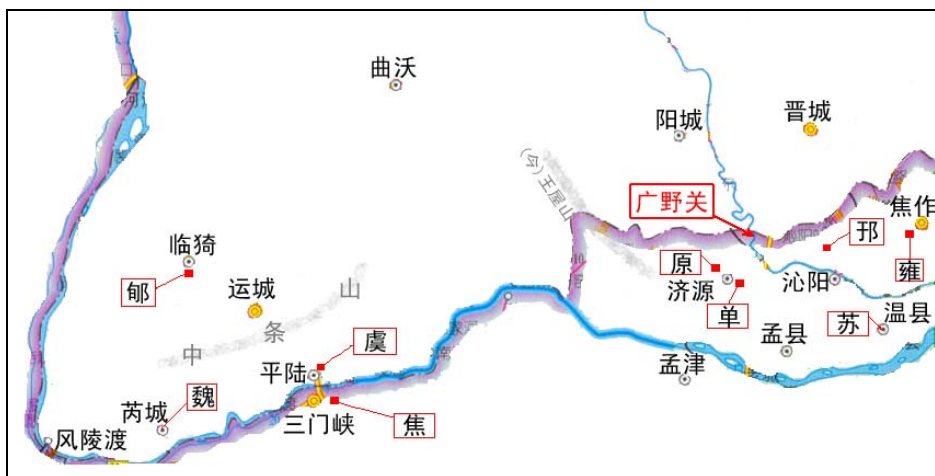 曲沃
阳城
晋城
(今)王屋山
广野关
焦作
邘
雍
临猗
郇
运城
中条山
原
济源
单
沁阳
苏
温县
虞
平陆
孟县
孟津
魏
芮城
焦
三门峡
风陵渡